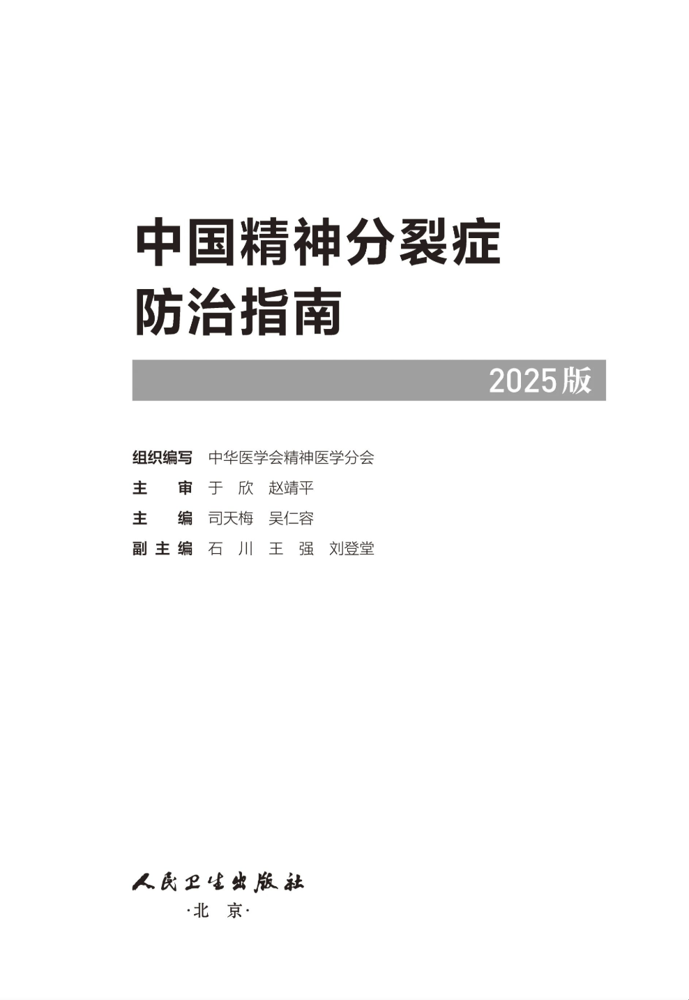 中国精神分裂症
防治指南
2025版
组织编写 中华医学会精神医学分会
主 审 于 欣 赵靖平
主 编 司天梅 吴仁容
副主编 石 川 王 强 刘登堂
人民卫生出版社
·北 京·